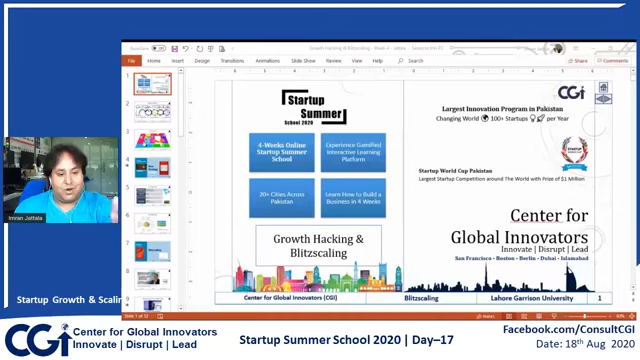 Growth Hacking & Blitzscaling - Week 4 - Jattala
File Home Insert Design Transitions Animations Slide Show Review View Help Search Share Comments
Startup
Summer
School 2020
4-Weeks Online
Startup Summer
School
Experience Gamified
Interactive Learning
Platform
20+ Cities Across
Pakistan
Learn How to Build a
Business in 4 Weeks
Growth Hacking &
Blitzscaling
CGi
Largest Innovation Program in Pakistan
Changing World 100+ Startups per Year
Startup World Cup Pakistan
Largest Startup Competition around The World with Prize of $1 Million
Center for
Global Innovators
Innovate | Disrupt | Lead
San Francisco - Boston - Berlin - Dubai - Islamabad
Center for Global Innovators (CGI) Blitzscaling Lahore Garrison University 1
Imran Jattala
Startup Growth & Scalin
Notes
CGi
Center for Global Innovators
Innovate | Disrupt | Lead
Startup Summer School 2020 | Day–17
Facebook.com/ConsultCGI
Date: 18th Aug 2020